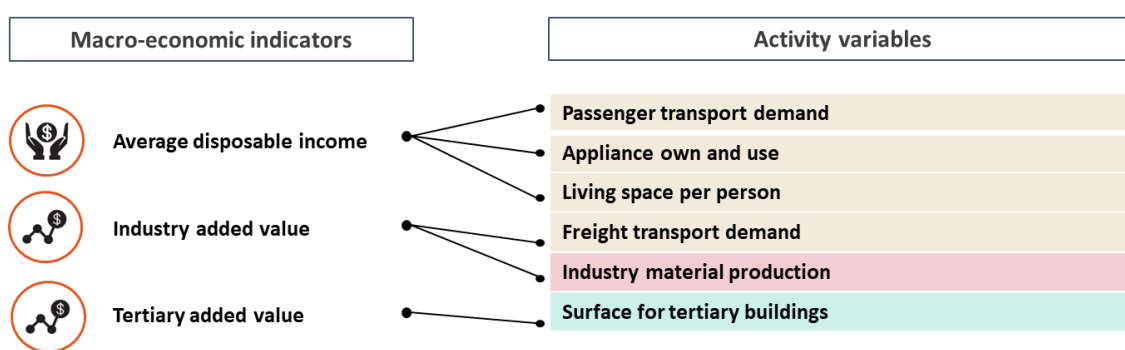 Macro-economic indicators
Activity variables
Average disposable income
Passenger transport demand
Appliance own and use
Living space per person
Industry added value
Freight transport demand
Industry material production
Tertiary added value
Surface for tertiary buildings